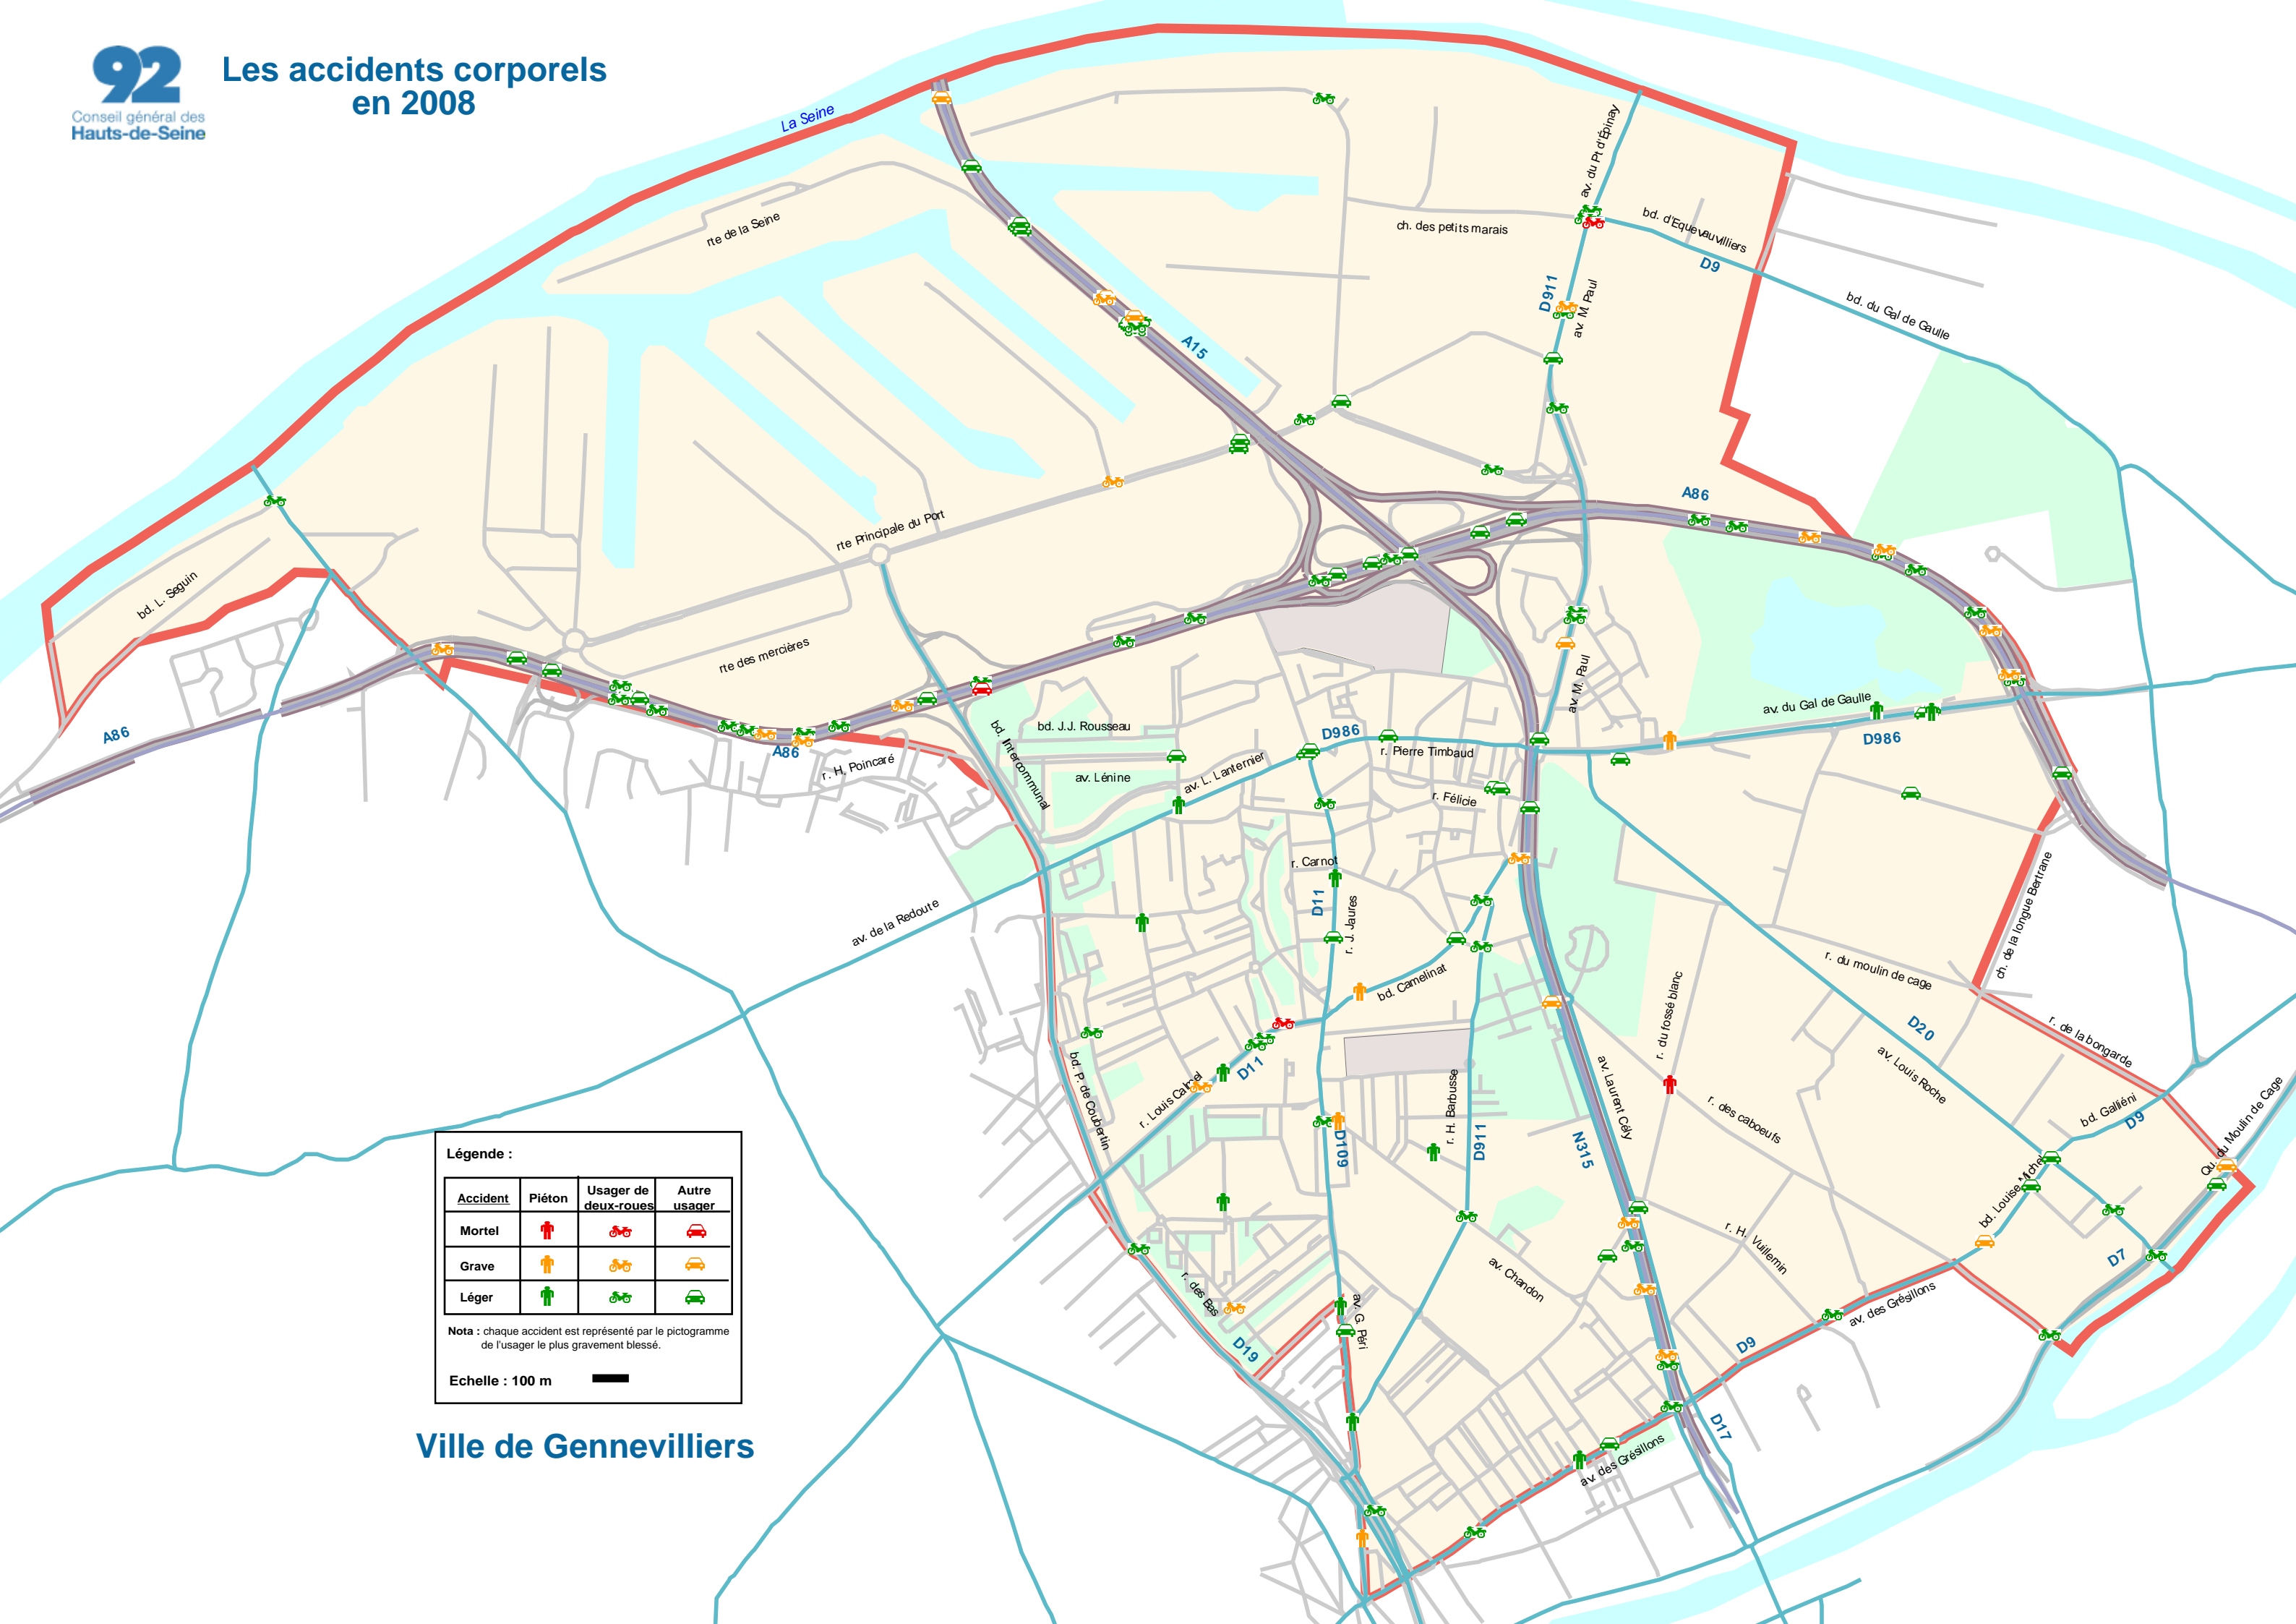 92
Conseil général des
Hauts-de-Seine
Les accidents corporels
en 2008
La Seine
rte de la Seine
av. du Pt d'Épinay
ch. des petits marais
bd. d'Equevauvilliers
D9
bd. du Gal de Gaulle
D911
av. M. Paul
A15
A86
rte Principale du Port
bd. L. Seguin
rte des mercières
A86
A86
r. H. Poincaré
bd. Intercommunal
bd. J.J. Rousseau
av. Lénine
av. L. Lanternier
D986
r. Pierre Timbaud
r. Félicie
av. M. Paul
av. du Gal de Gaulle
D986
r. Carnot
D11
r. J. Jaures
av. de la Redoute
bd. Camelinat
ch. de la longue Bertrane
r. du moulin de cage
r. du fossé blanc
D20
av. Louis Roche
r. de la bongarde
bd. P. de Coubertin
r. Louis Calmel
D11
D109
r. H. Barbusse
D911
N315
av. Laurent Cély
r. des caboeufs
bd. Galliéni
D9
Qu. du Moulin de Cage
bd. Louise Michel
r. H. Vuillemin
D7
av. Chandon
r. des Bas
D19
av. G. Péri
D9
av. des Grésillons
D17
av. des Grésillons
Légende :
Accident Piéton Usager de deux-roues Autre usager
Mortel
Grave
Léger
Nota : chaque accident est représenté par le pictogramme
de l'usager le plus gravement blessé.
Echelle : 100 m
Ville de Gennevilliers